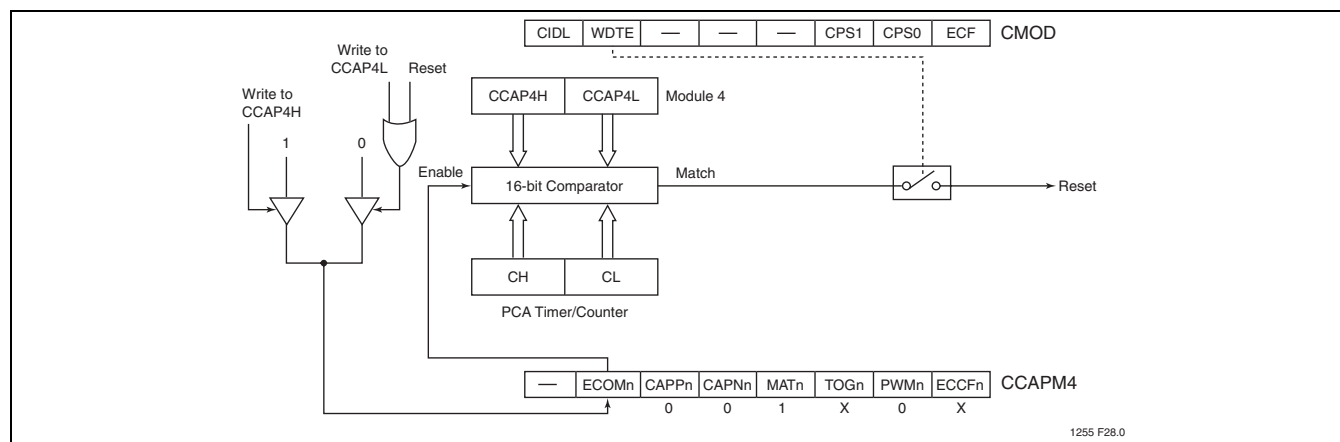 CIDL WDTE — — — CPS1 CPS0 ECF CMOD
Write to
CCAP4L
Reset
Write to
CCAP4H
CCAP4H CCAP4L Module 4
1 0
Enable
16-bit Comparator
Match
Reset
CH CL
PCA Timer/Counter
— ECOMn CAPPn CAPNn MATn TOGn PWMn ECCFn CCAPM4
0 0 1 X 0 X
1255 F28.0